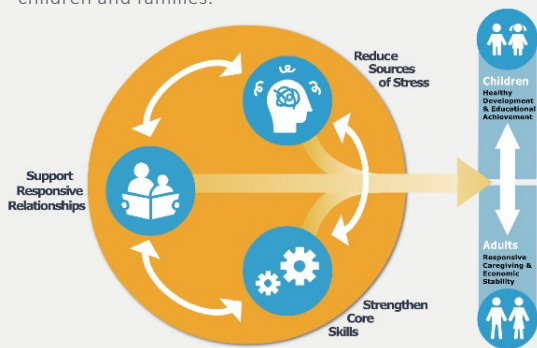 children and families.
Reduce
Sources
of Stress
Support
Responsive
Relationships
Strengthen
Core
Skills
Children
Healthy
Development
& Educational
Achievement
Adults
Responsive
Caregiving &
Economic
Stability